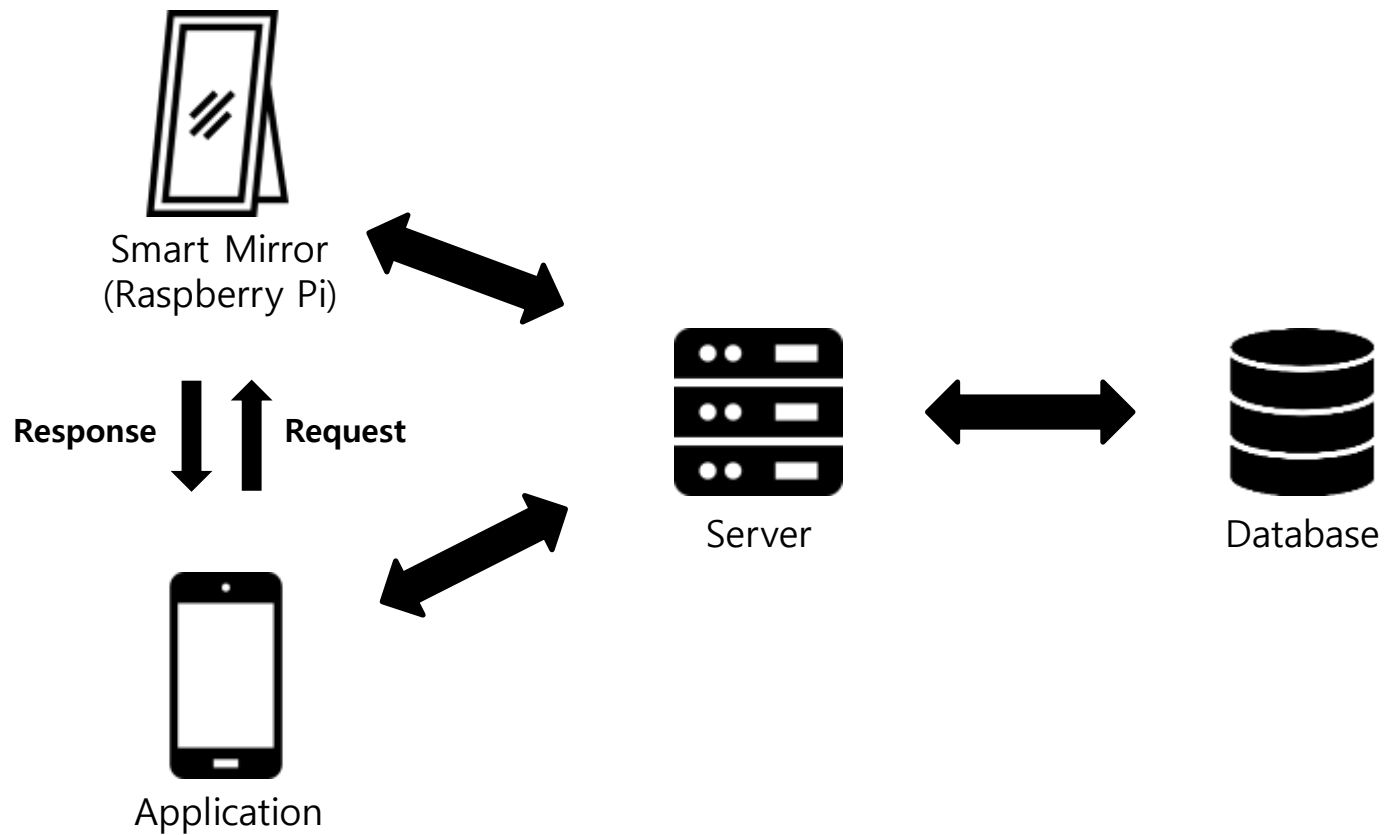 Smart Mirror
(Raspberry Pi)
Response
Request
Server
Database
Application